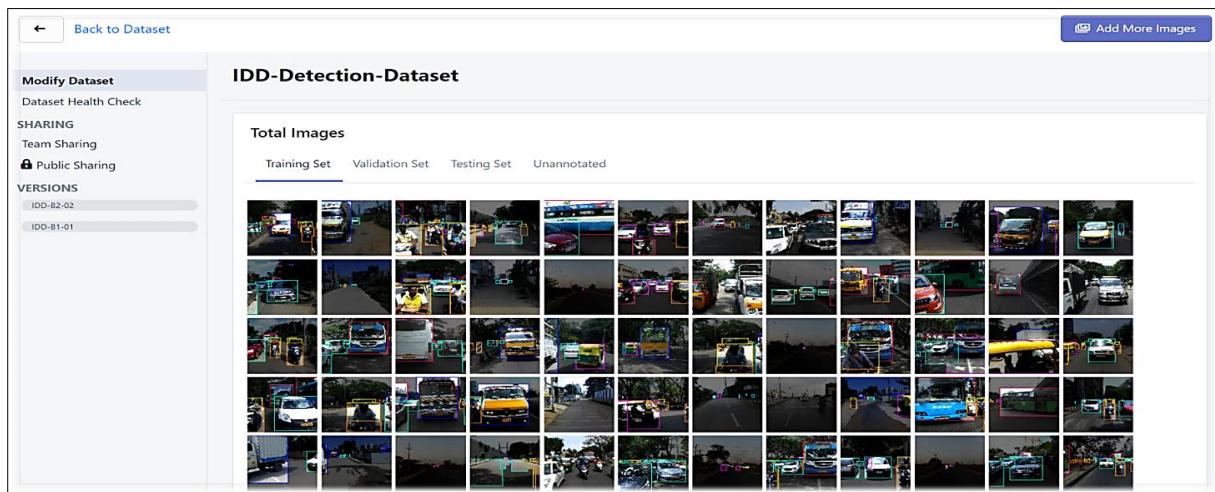 ← Back to Dataset
Add More Images
Modify Dataset
Dataset Health Check
SHARING
Team Sharing
Public Sharing
VERSIONS
IDD-B2-02
IDD-B1-01
IDD-Detection-Dataset
Total Images
Training Set Validation Set Testing Set Unannotated